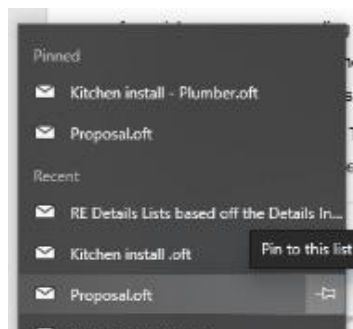 Pinned
Kitchen install - Plumber.oft
Proposal.oft
Recent
RE Details Lists based off the Details In...
Kitchen install .oft
Pin to this list
Proposal.oft